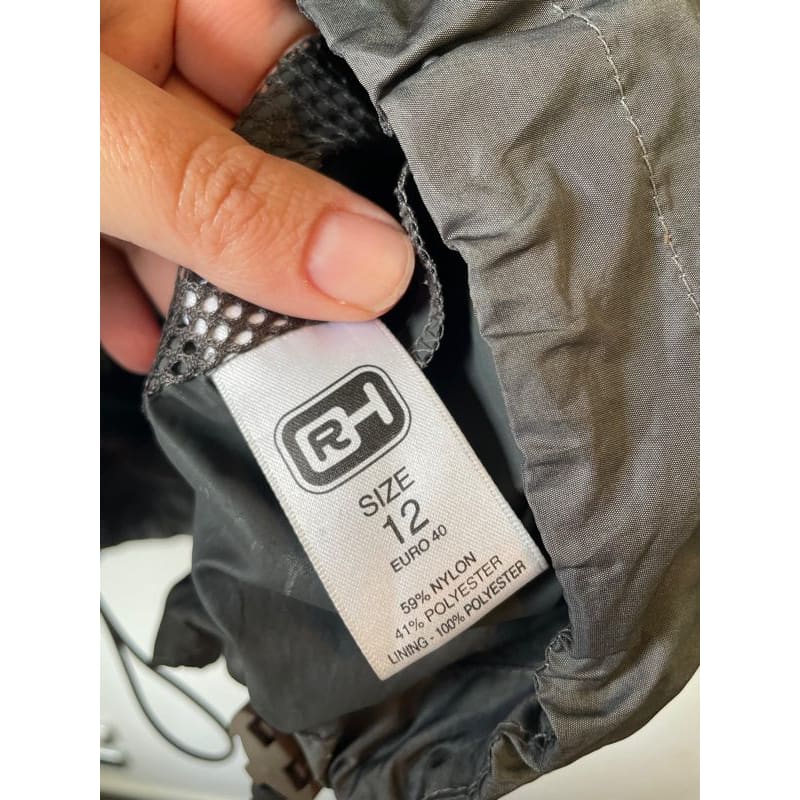 RH
SIZE
12
EURO 40
59% NYLON
41% POLYESTER
LINING - 100% POLYESTER